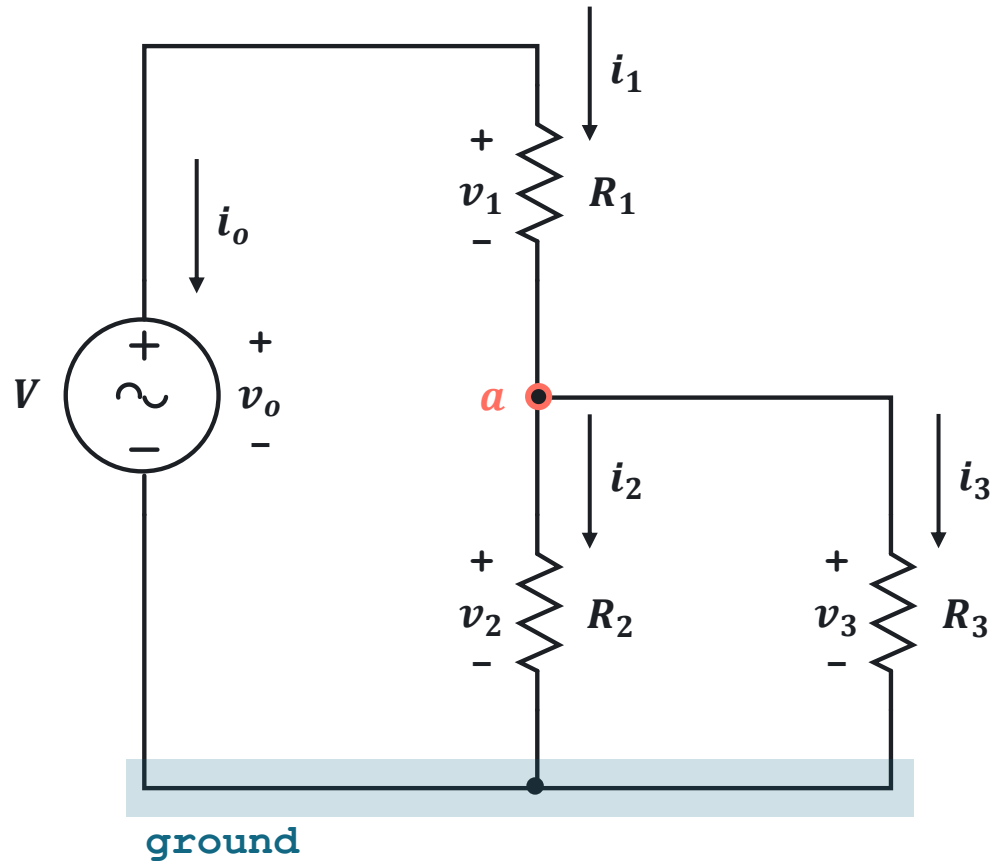 i₁
+
v₁
−
R₁
iₒ
V
+
−
+
vₒ
−
a
i₂
i₃
+
v₂
−
R₂
+
v₃
−
R₃
ground